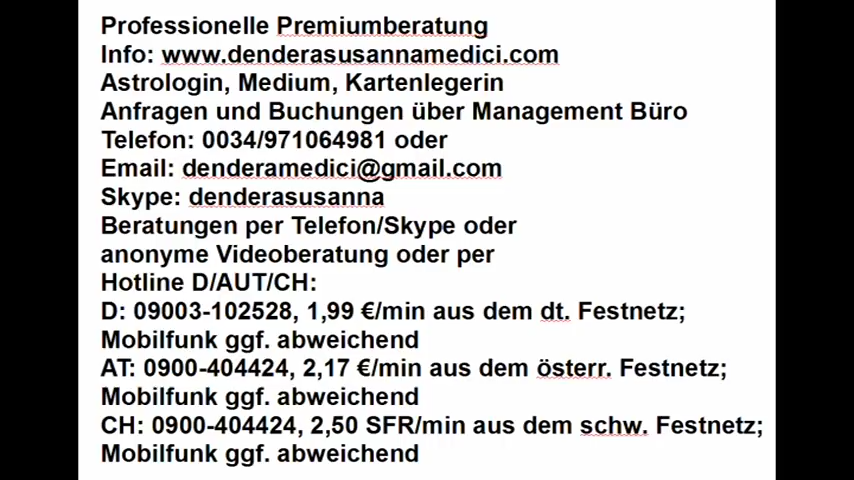 Professionelle Premiumberatung
Info: www.denderasusannamedici.com
Astrologin, Medium, Kartenlegerin
Anfragen und Buchungen über Management Büro
Telefon: 0034/971064981 oder
Email: denderamedici@gmail.com
Skype: denderasusanna
Beratungen per Telefon/Skype oder
anonyme Videoberatung oder per
Hotline D/AUT/CH:
D: 09003-102528, 1,99 €/min aus dem dt. Festnetz;
Mobilfunk ggf. abweichend
AT: 0900-404424, 2,17 €/min aus dem österr. Festnetz;
Mobilfunk ggf. abweichend
CH: 0900-404424, 2,50 SFR/min aus dem schw. Festnetz;
Mobilfunk ggf. abweichend